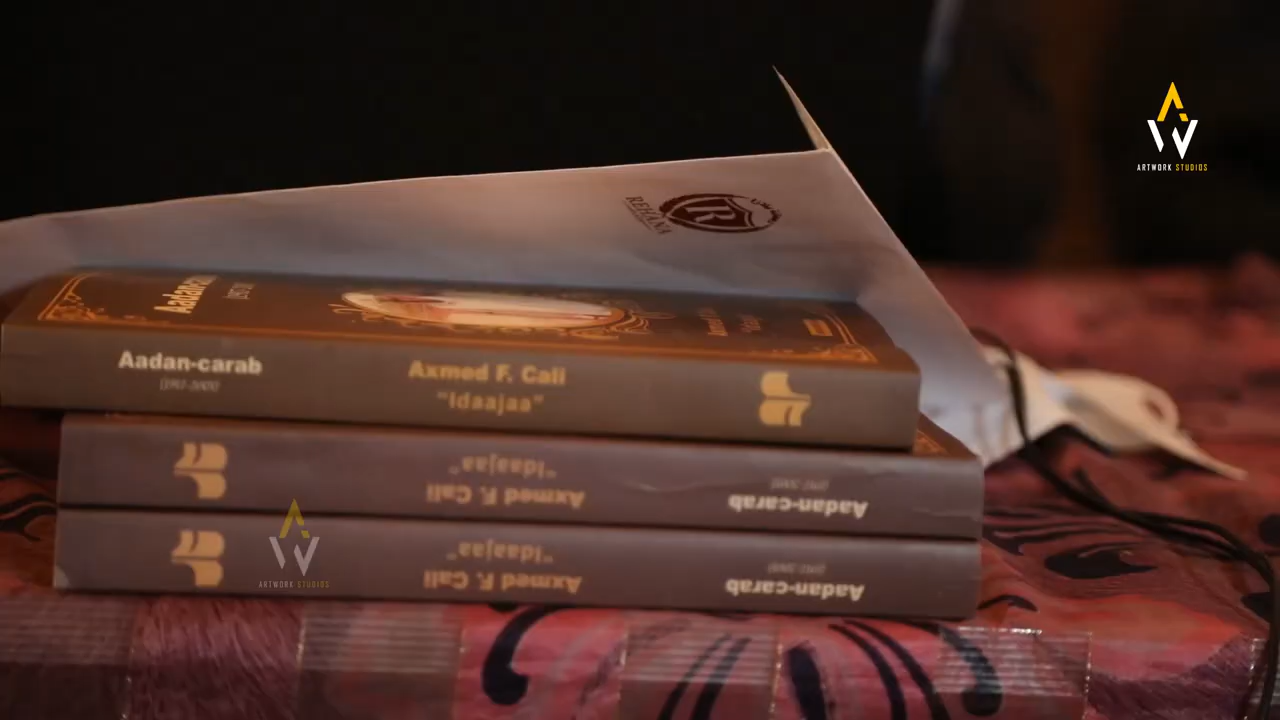 ARTWORK STUDIOS
REHANA
Aadan-carab
Axmed F. Cali
"Idaajaa"
Aadan-carab
Axmed F. Cali
"Idaajaa"
ARTWORK STUDIOS
Aadan-carab
Axmed F. Cali
"Idaajaa"